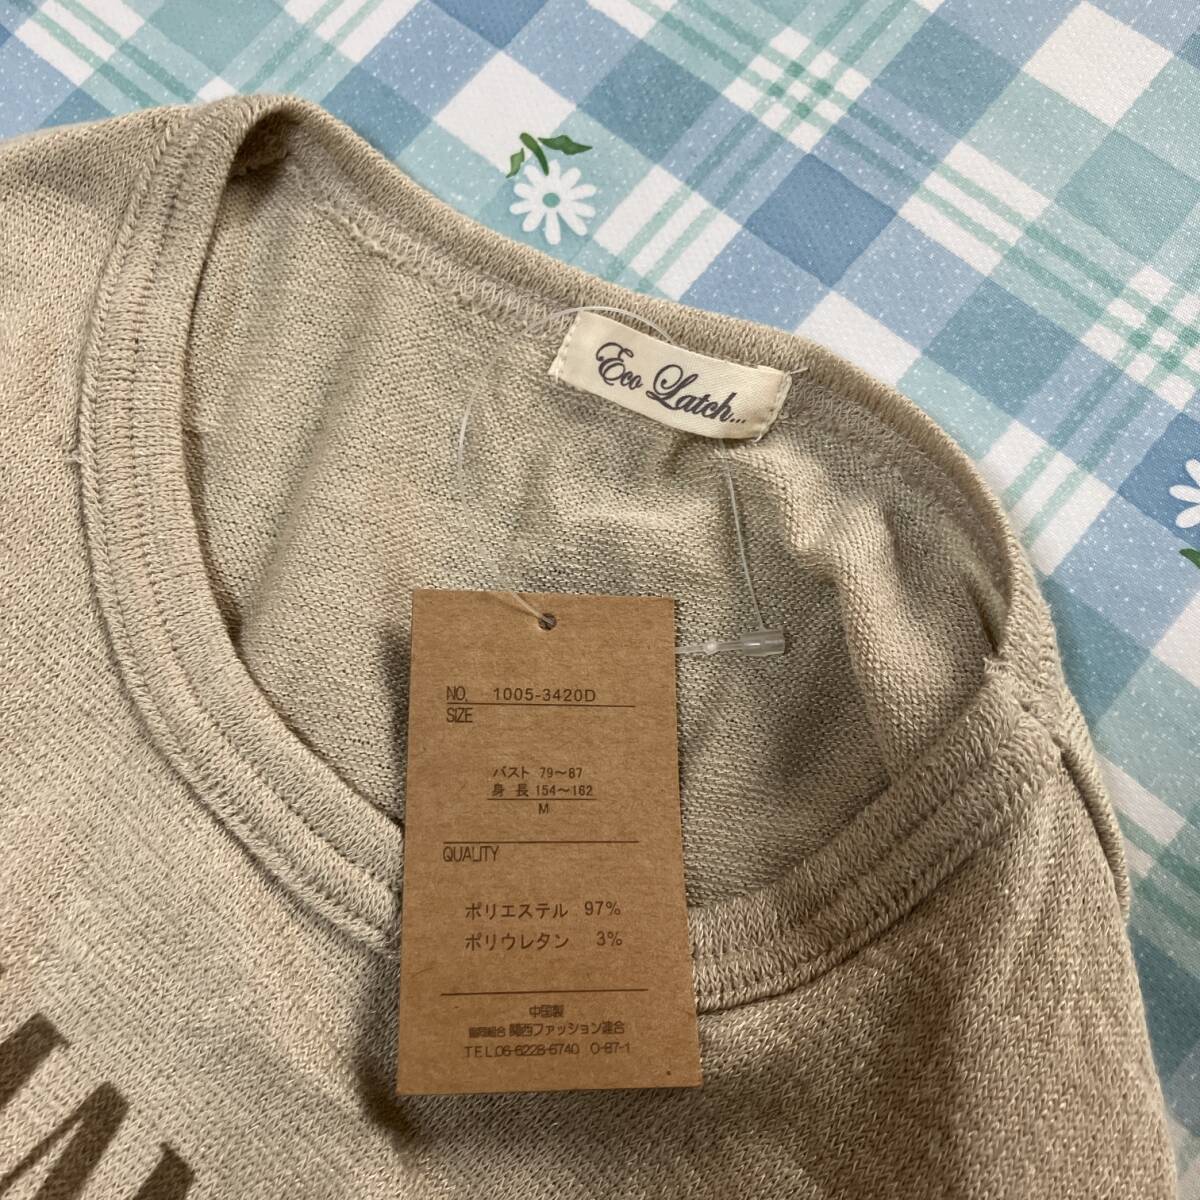 Eco Latch...
NO. 1005-3420D
SIZE
バスト 79～87
身長 154～162
M
QUALITY
ポリエステル 97%
ポリウレタン 3%
中国製
関西ファッション連合
TEL.06-6228-6740 O-87-1